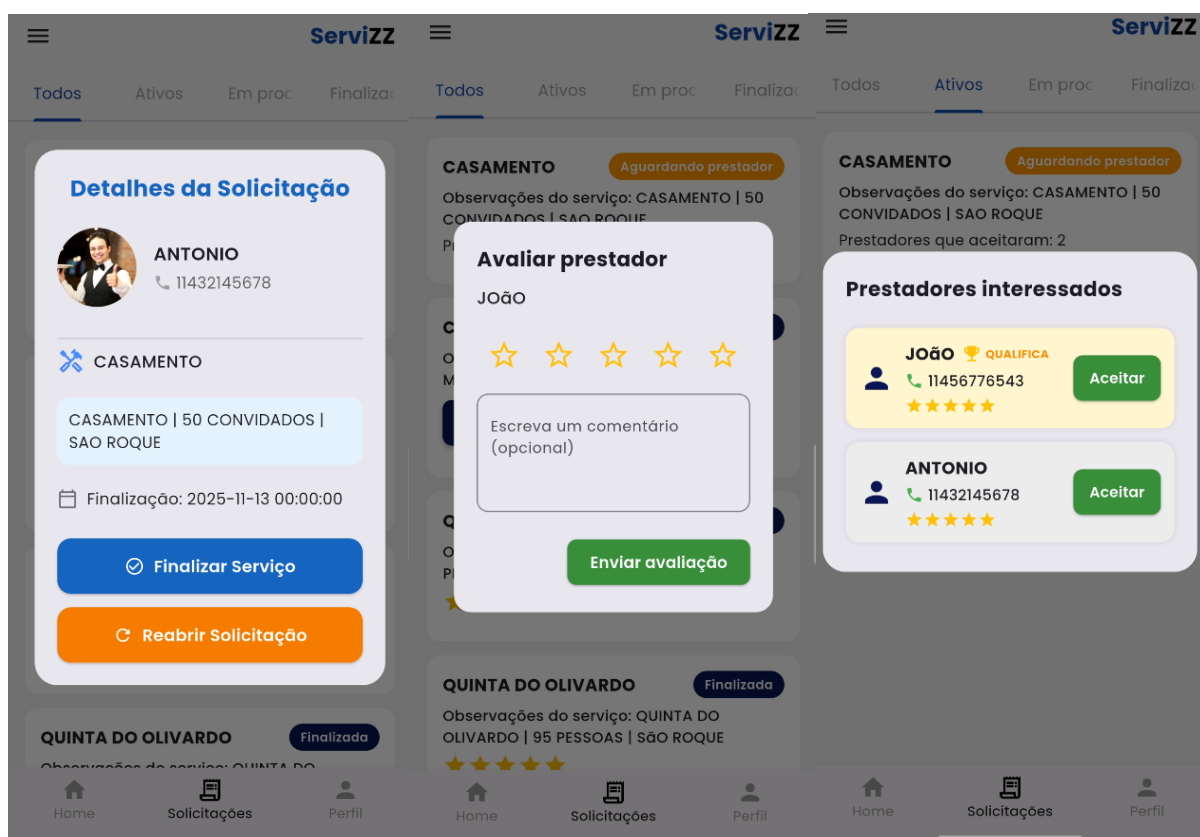 ServiZZ
Todos Ativos Em proc Finalizac
Detalhes da Solicitação
ANTONIO
11432145678
CASAMENTO
CASAMENTO | 50 CONVIDADOS |
SAO ROQUE
Finalização: 2025-11-13 00:00:00
Finalizar Serviço
Reabrir Solicitação
QUINTA DO OLIVARDO Finalizada
Observações do serviço: QUINTA DO
Home Solicitações Perfil
ServiZZ
Todos Ativos Em proc Finalizac
CASAMENTO Aguardando prestador
Observações do serviço: CASAMENTO | 50
CONVIDADOS | SAO ROQUE
Avaliar prestador
JOãO
Escreva um comentário
(opcional)
Enviar avaliação
QUINTA DO OLIVARDO Finalizada
Observações do serviço: QUINTA DO
OLIVARDO | 95 PESSOAS | SãO ROQUE
Home Solicitações Perfil
ServiZZ
Todos Ativos Em proc Finalizac
CASAMENTO Aguardando prestador
Observações do serviço: CASAMENTO | 50
CONVIDADOS | SAO ROQUE
Prestadores que aceitaram: 2
Prestadores interessados
JOãO QUALIFICA
11456776543
Aceitar
ANTONIO
11432145678
Aceitar
Home Solicitações Perfil